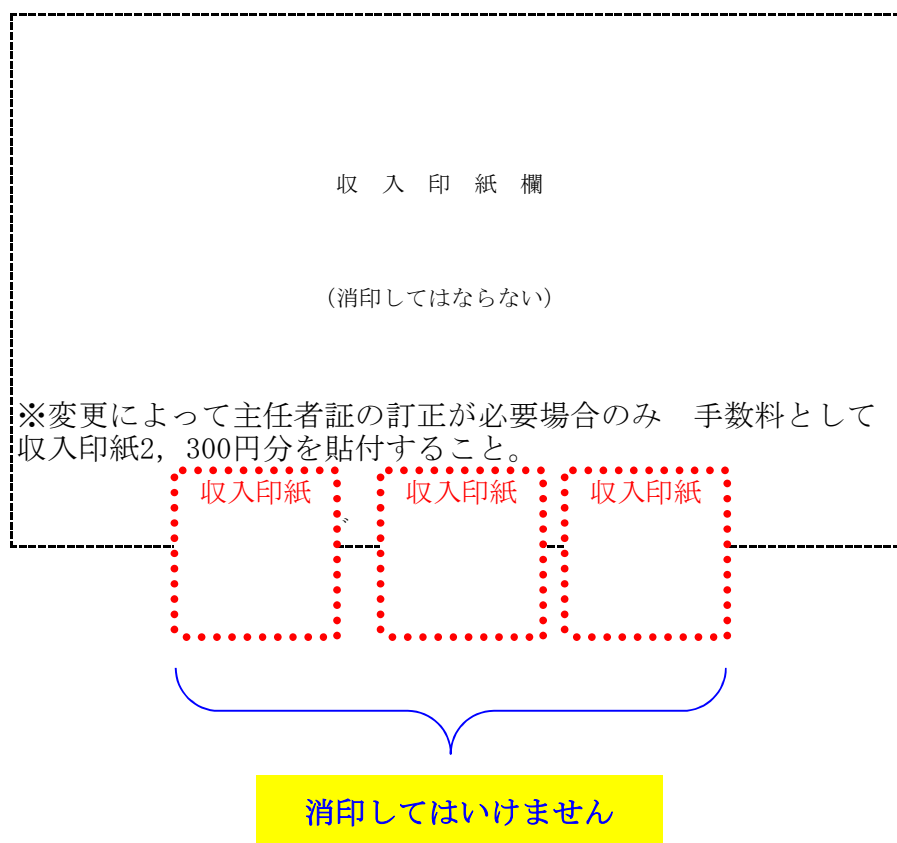 収 入 印 紙 欄
（消印してはならない）
※変更によって主任者証の訂正が必要場合のみ　手数料として
収入印紙2, 300円分を貼付すること。
収入印紙 収入印紙 収入印紙
消印してはいけません